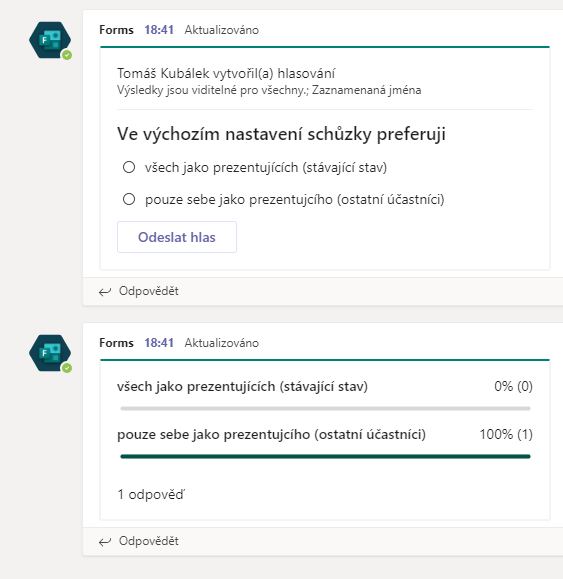 Forms 18:41 Aktualizováno
Tomáš Kubálek vytvořil(a) hlasování
Výsledky jsou viditelné pro všechny.; Zaznamenaná jména
Ve výchozím nastavení schůzky preferuji
všech jako prezentujících (stávající stav)
pouze sebe jako prezentujcího (ostatní účastníci)
Odeslat hlas
Odpovědět
Forms 18:41 Aktualizováno
všech jako prezentujících (stávající stav) 0% (0)
pouze sebe jako prezentujcího (ostatní účastníci) 100% (1)
1 odpověď
Odpovědět